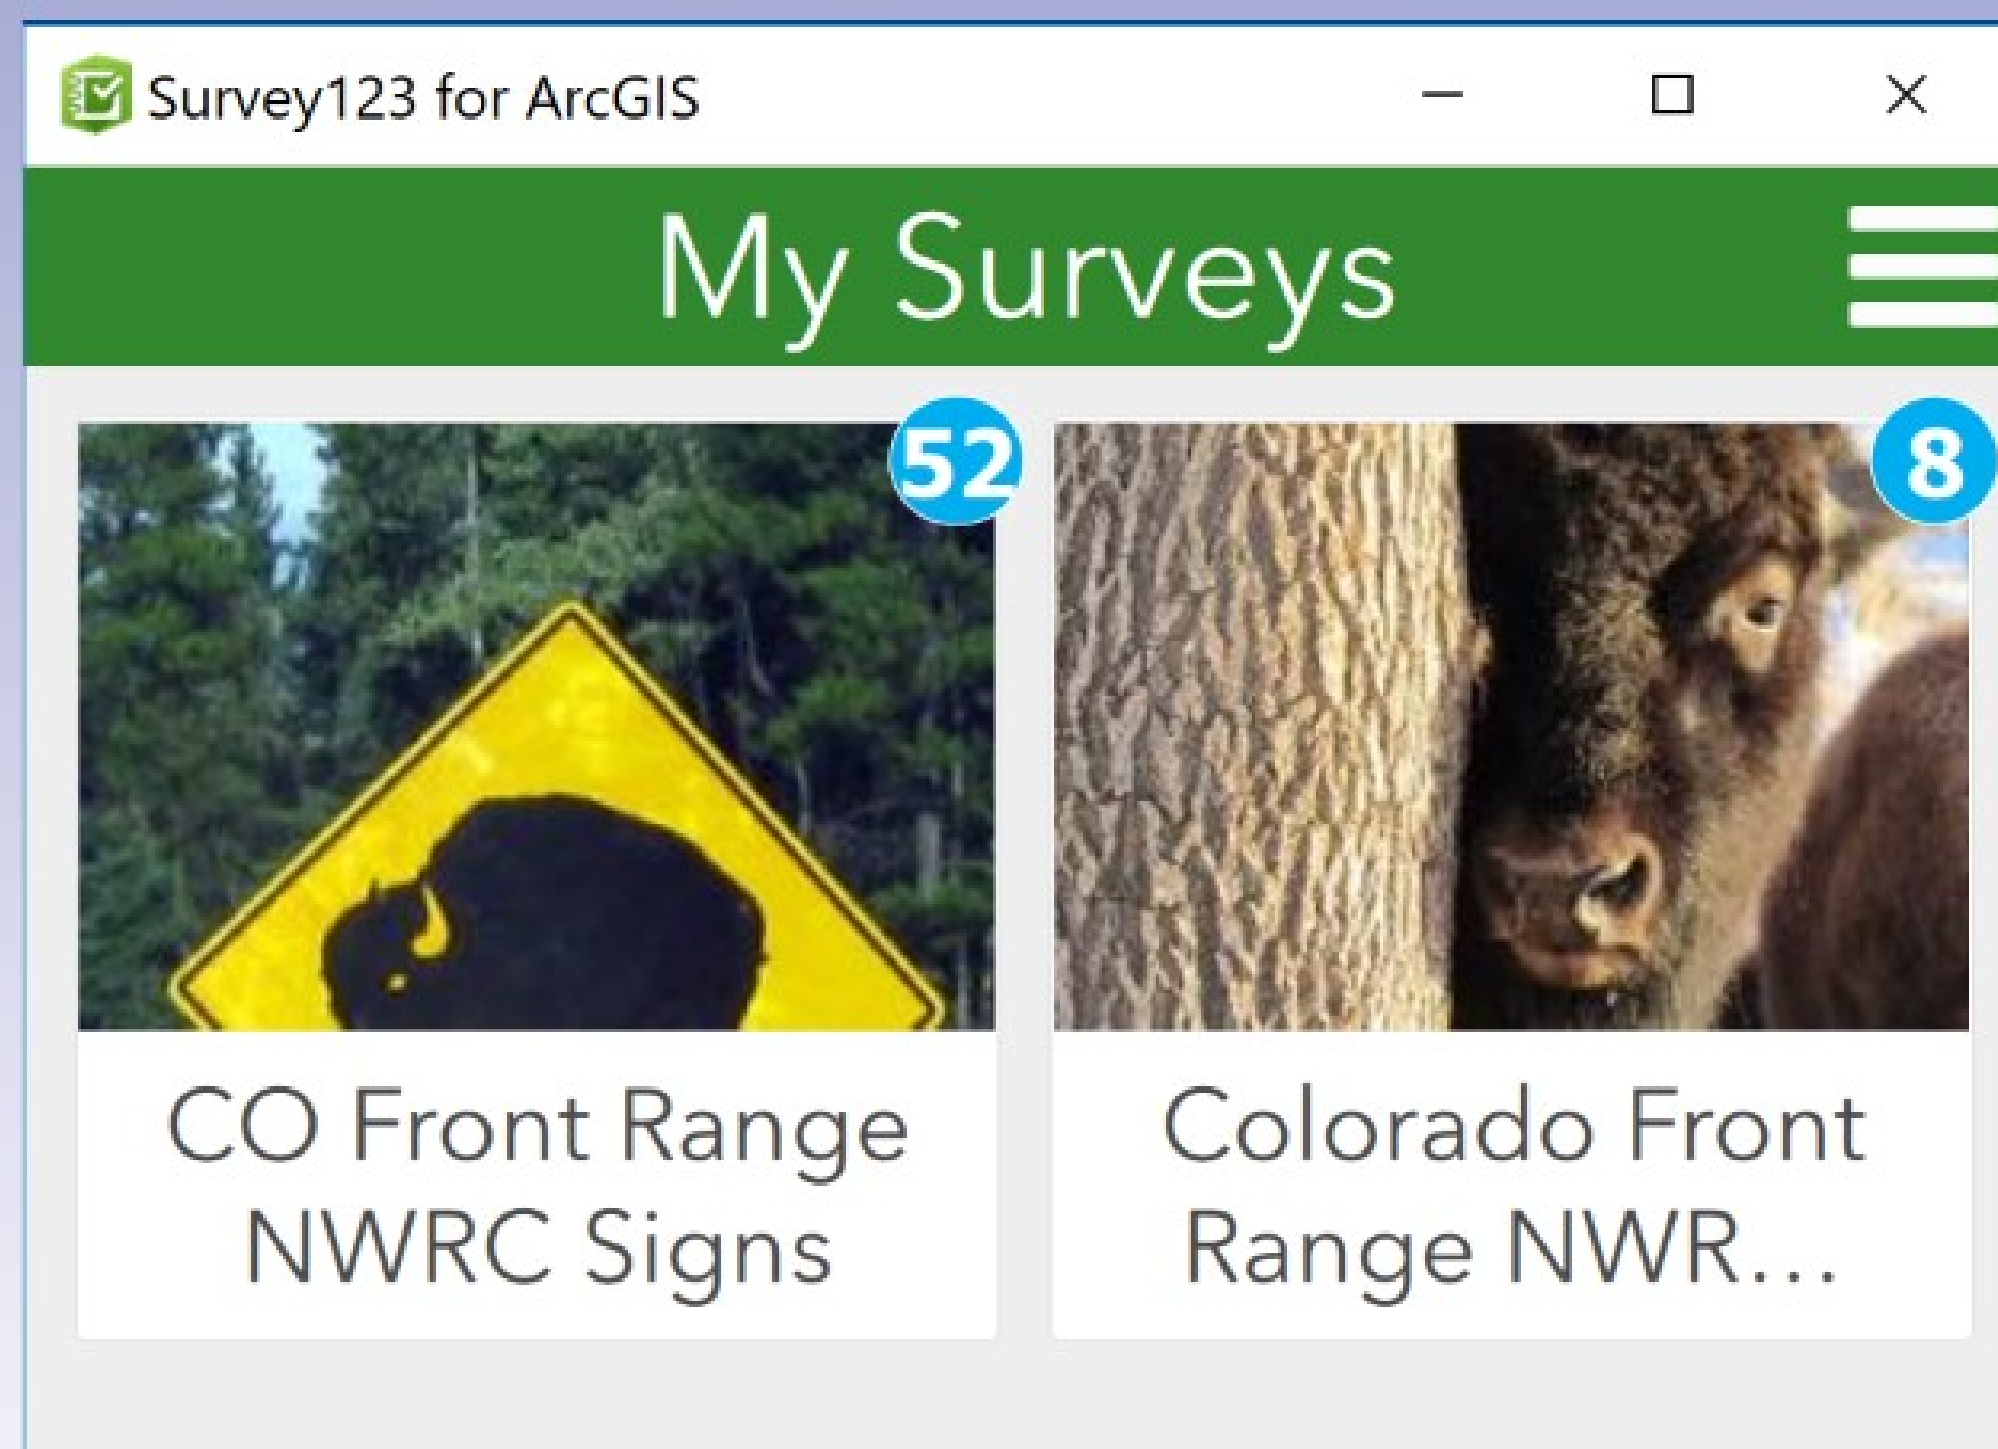 Survey123 for ArcGIS
My Surveys
52
8
CO Front Range
NWRC Signs
Colorado Front
Range NWR...